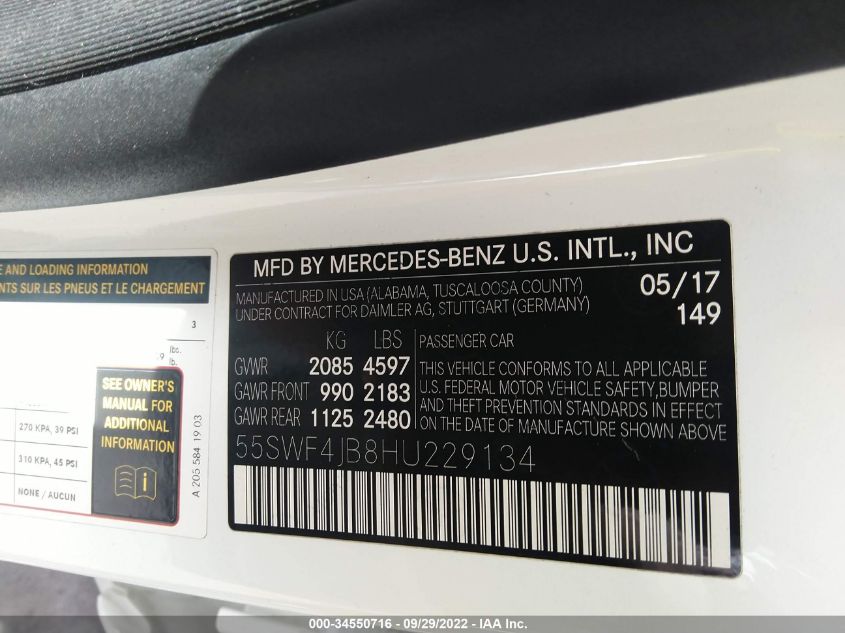 E AND LOADING INFORMATION
ENTS SUR LES PNEUS ET LE CHARGEMENT
3
lbs.
.9 lb.
SEE OWNER'S
MANUAL FOR
ADDITIONAL
INFORMATION
270 KPA, 39 PSI
310 KPA, 45 PSI
NONE / AUCUN
A 205 584 19 03
MFD BY MERCEDES-BENZ U.S. INTL., INC
MANUFACTURED IN USA (ALABAMA, TUSCALOOSA COUNTY) 05/17
UNDER CONTRACT FOR DAIMLER AG, STUTTGART (GERMANY) 149
KG LBS PASSENGER CAR
GVWR 2085 4597 THIS VEHICLE CONFORMS TO ALL APPLICABLE
GAWR FRONT 990 2183 U.S. FEDERAL MOTOR VEHICLE SAFETY,BUMPER
GAWR REAR 1125 2480 AND THEFT PREVENTION STANDARDS IN EFFECT
ON THE DATE OF MANUFACTURE SHOWN ABOVE
55SWF4JB8HU229134
000-34550716 - 09/29/2022 - IAA Inc.